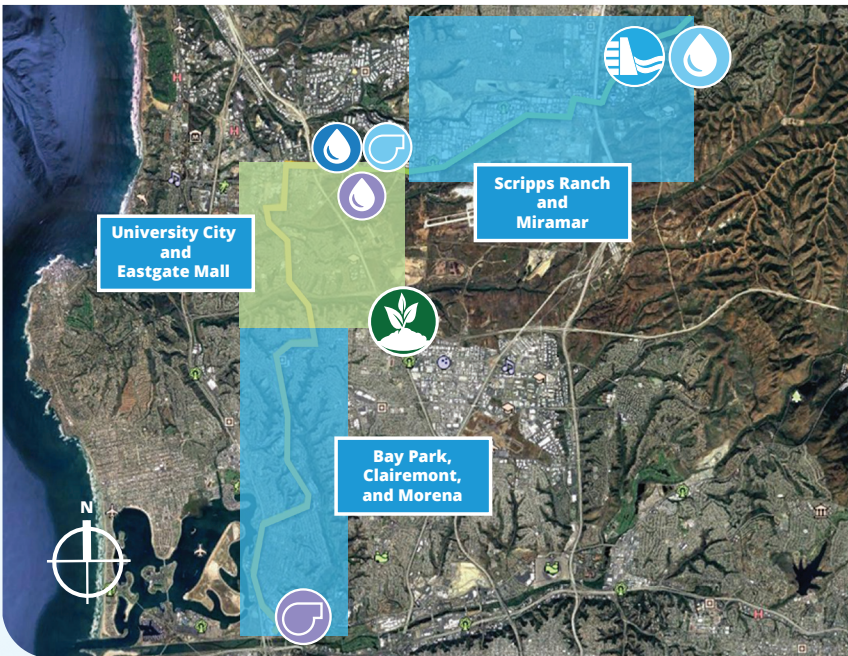 Scripps Ranch
and
Miramar
University City
and
Eastgate Mall
Bay Park,
Clairemont,
and Morena
N